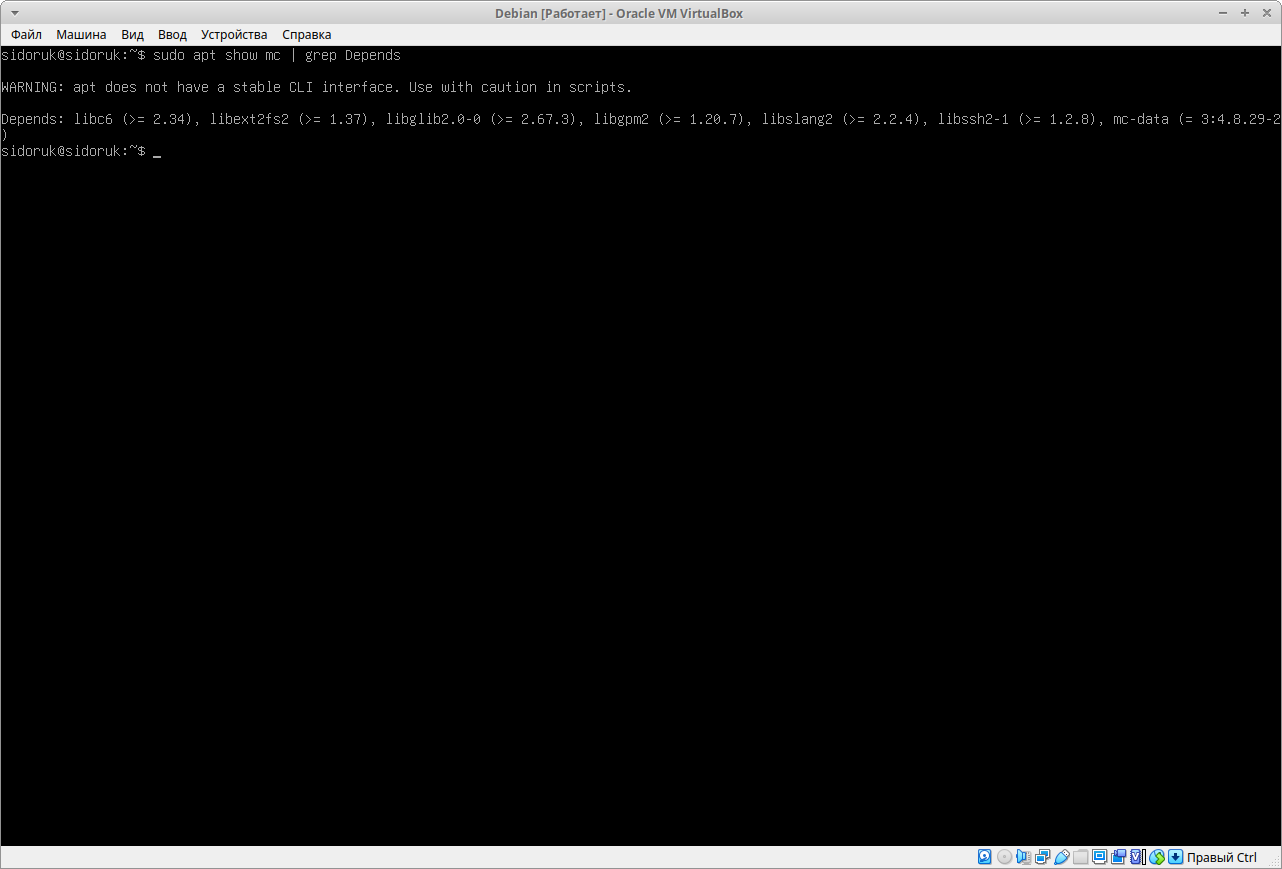 Debian [Работает] - Oracle VM VirtualBox
Файл Машина Вид Ввод Устройства Справка
sidoruk@sidoruk:~$ sudo apt show mc | grep Depends
WARNING: apt does not have a stable CLI interface. Use with caution in scripts.
Depends: libc6 (>= 2.34), libext2fs2 (>= 1.37), libglib2.0-0 (>= 2.67.3), libgpm2 (>= 1.20.7), libslang2 (>= 2.2.4), libssh2-1 (>= 1.2.8), mc-data (= 3:4.8.29-2
)
sidoruk@sidoruk:~$ _
Правый Ctrl